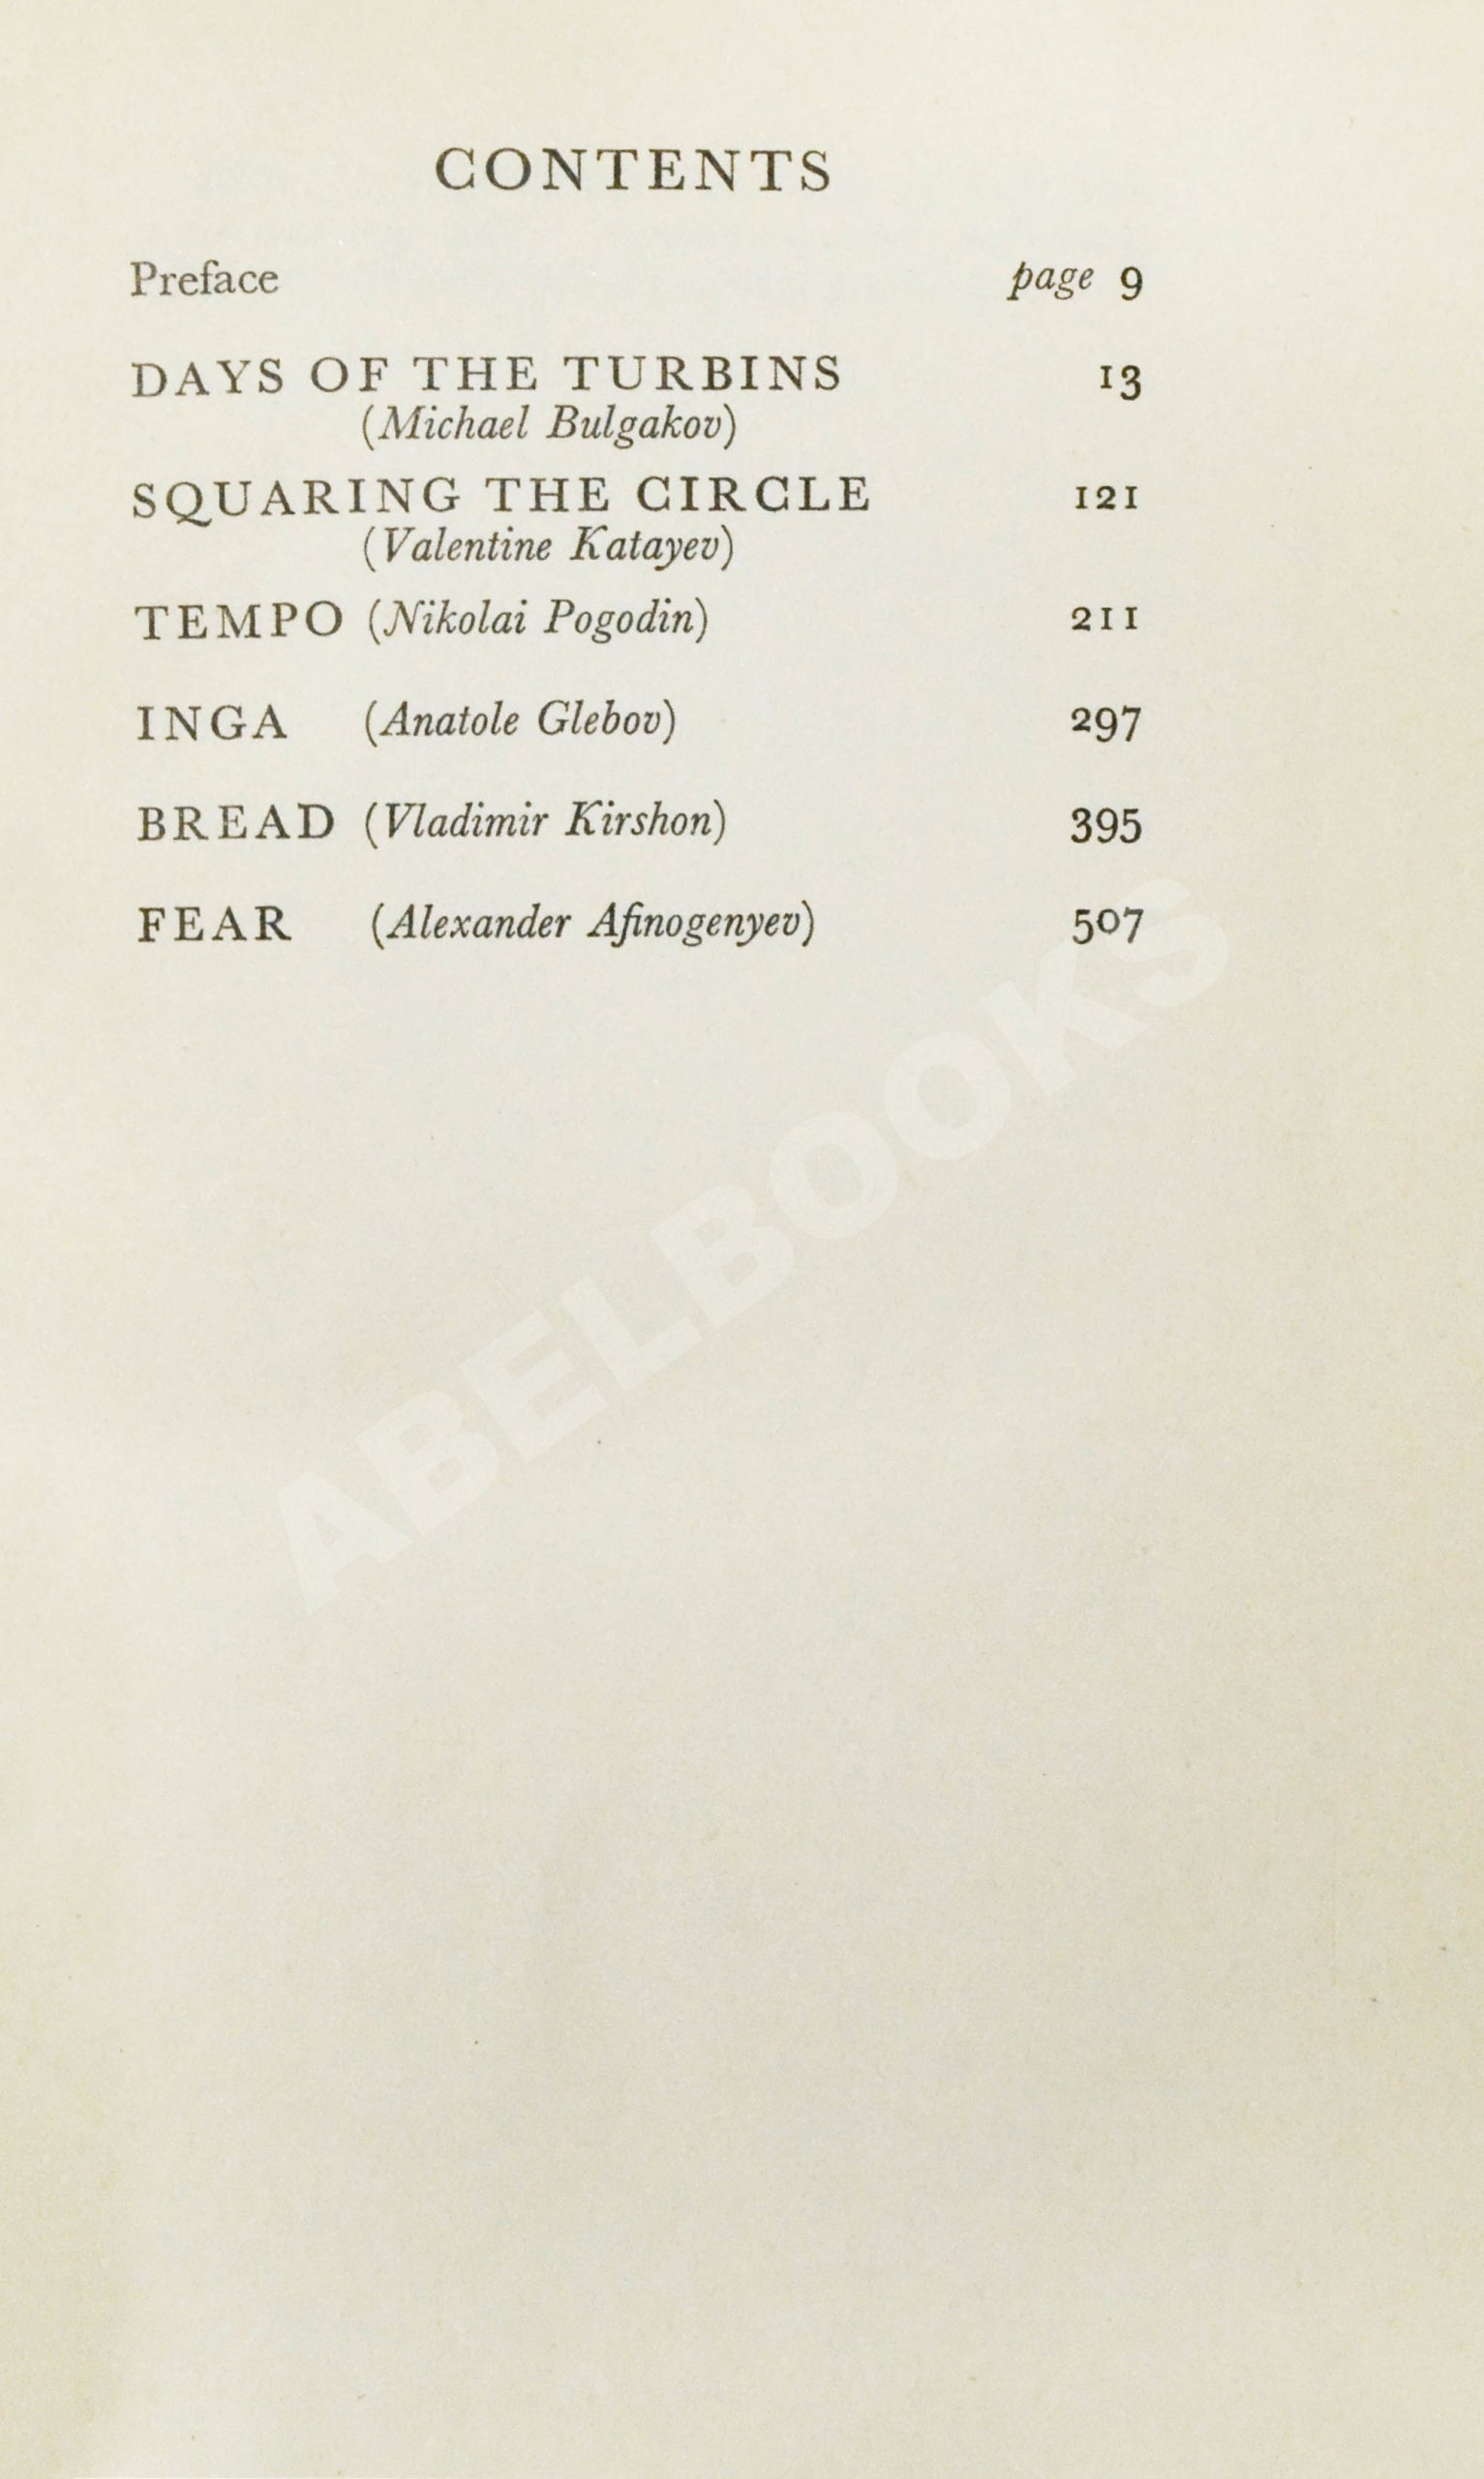 CONTENTS
Preface page 9
DAYS OF THE TURBINS 13
(Michael Bulgakov)
SQUARING THE CIRCLE 121
(Valentine Katayev)
TEMPO (Nikolai Pogodin) 211
INGA (Anatole Glebov) 297
BREAD (Vladimir Kirshon) 395
FEAR (Alexander Afinogenyev) 507
ABELBOOKS